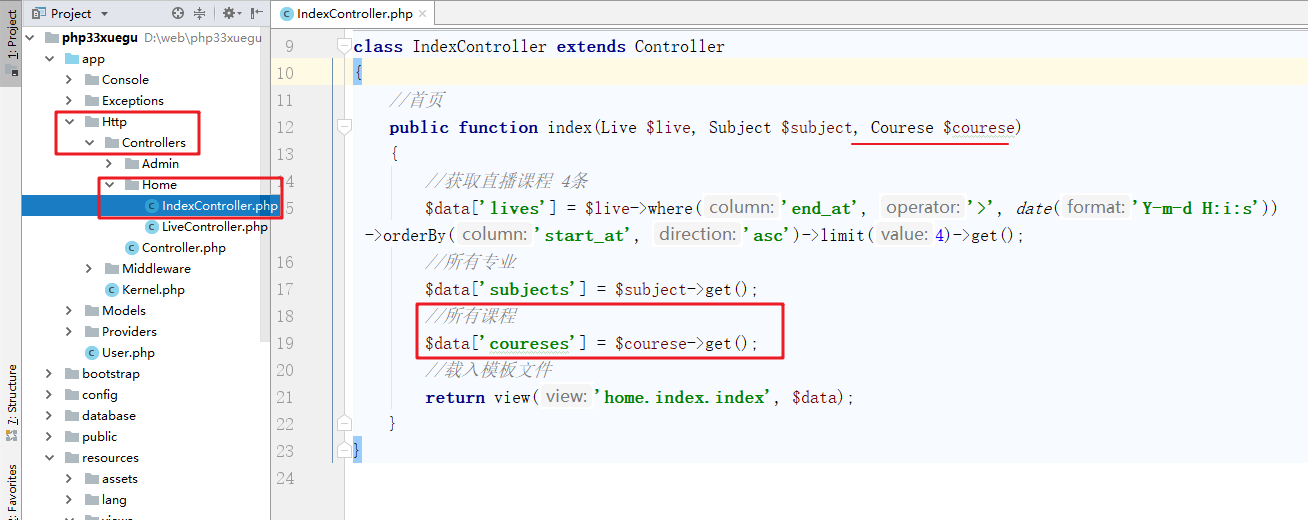 1: Project
7: Structure
: Favorites
Project
php33xuegu D:\web\php33xuegu
app
Console
Exceptions
Http
Controllers
Admin
Home
IndexController.php
LiveController.php
Controller.php
Middleware
Kernel.php
Models
Providers
User.php
bootstrap
config
database
public
resources
assets
lang
views
IndexController.php
9 class IndexController extends Controller
10 {
11 //首页
12 public function index(Live $live, Subject $subject, Courese $courese)
13 {
14 //获取直播课程 4条
15 $data['lives'] = $live->where( column: 'end_at', operator: '>', date( format: 'Y-m-d H:i:s'))
->orderBy( column: 'start_at', direction: 'asc')->limit( value: 4)->get();
16 //所有专业
17 $data['subjects'] = $subject->get();
18 //所有课程
19 $data['coureses'] = $courese->get();
20 //载入模板文件
21 return view( view: 'home.index.index', $data);
22 }
23 }
24